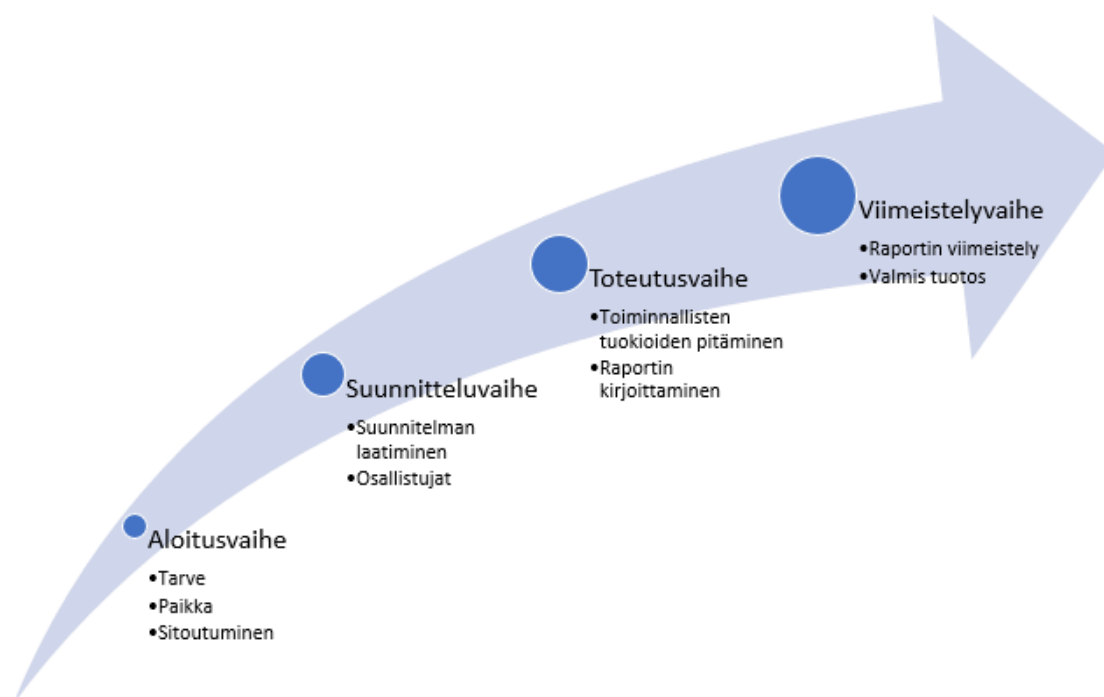 Aloitusvaihe
•Tarve
•Paikka
•Sitoutuminen
Suunnitteluvaihe
•Suunnitelman
laatiminen
•Osallistujat
Toteutusvaihe
•Toiminnallisten
tuokioiden pitäminen
•Raportin
kirjoittaminen
Viimeistelyvaihe
•Raportin viimeistely
•Valmis tuotos